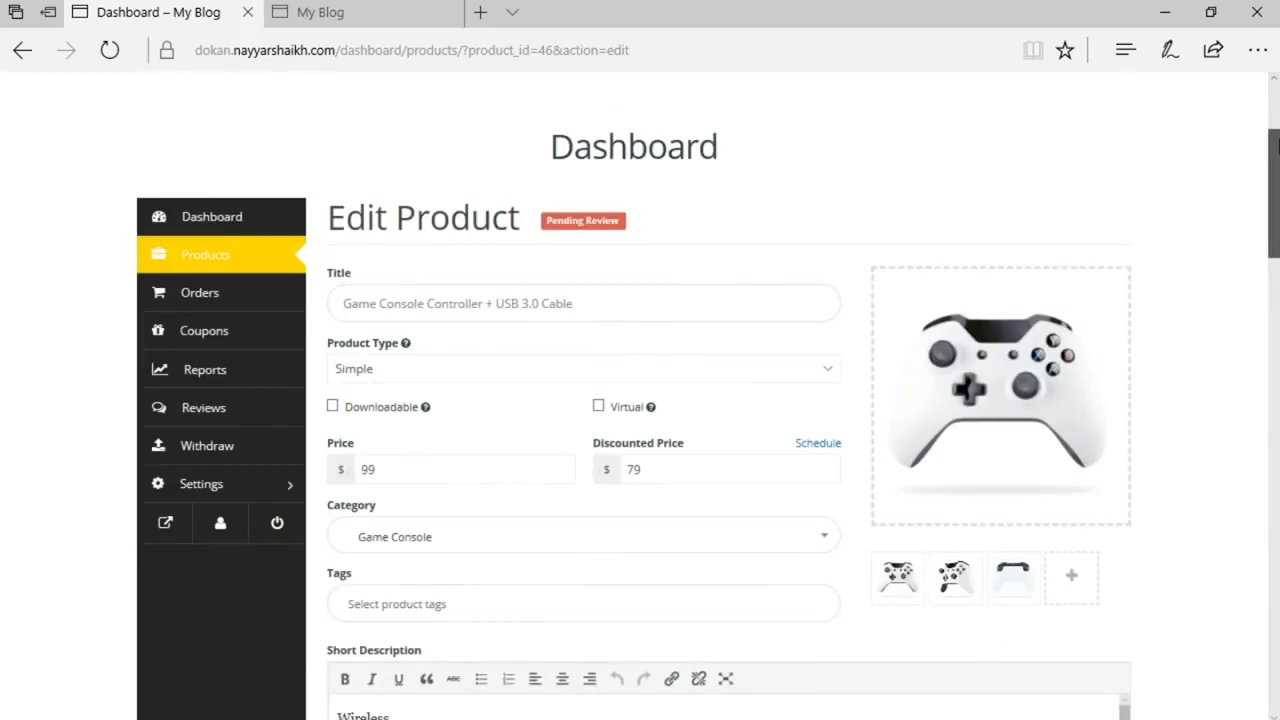 Dashboard – My Blog
My Blog
dokan.nayyarshaikh.com/dashboard/products/?product_id=46&action=edit
Dashboard
Dashboard
Products
Orders
Coupons
Reports
Reviews
Withdraw
Settings
Edit Product Pending Review
Title
Game Console Controller + USB 3.0 Cable
Product Type
Simple
Downloadable Virtual
Price Discounted Price Schedule
$ 99 $ 79
Category
Game Console
Tags
Select product tags
Short Description
B I U ABC
Wireless